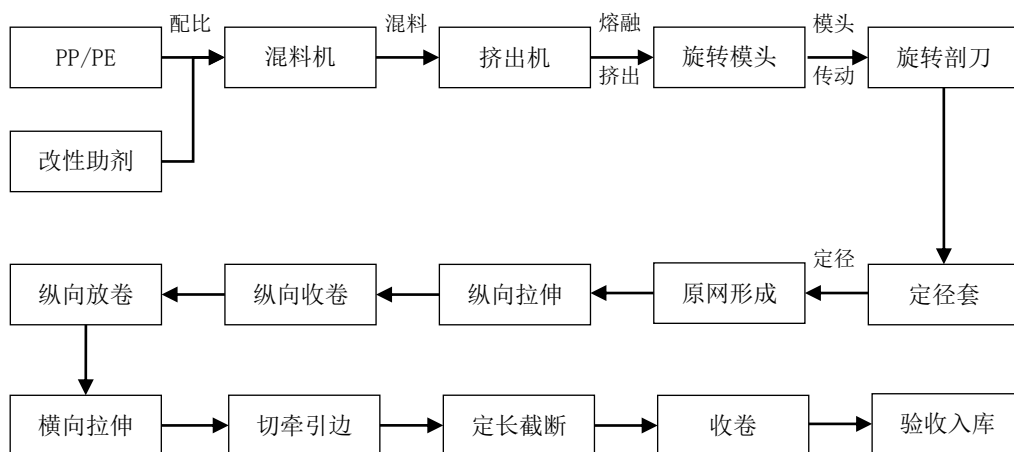 配比
混料
熔融
模头
PP/PE
混料机
挤出机
旋转模头
旋转剖刀
挤出
传动
改性助剂
定径
纵向放卷
纵向收卷
纵向拉伸
原网形成
定径套
横向拉伸
切牵引边
定长截断
收卷
验收入库